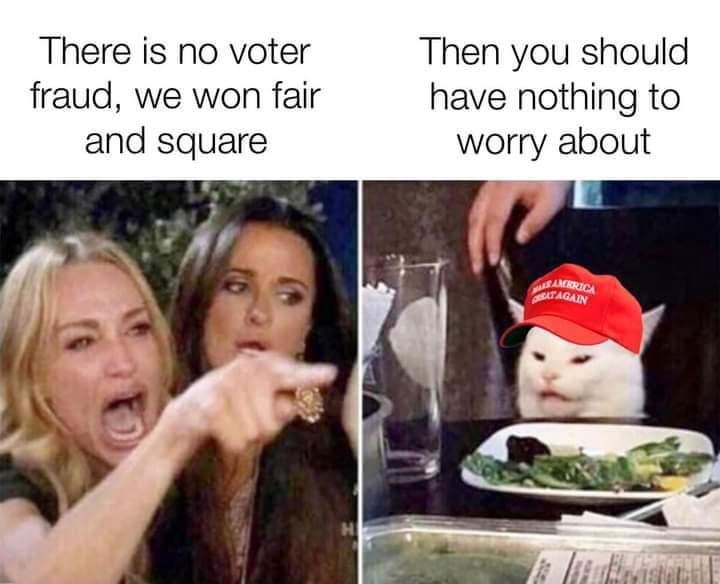 There is no voter
fraud, we won fair
and square
Then you should
have nothing to
worry about
MAKE AMERICA
GREAT AGAIN